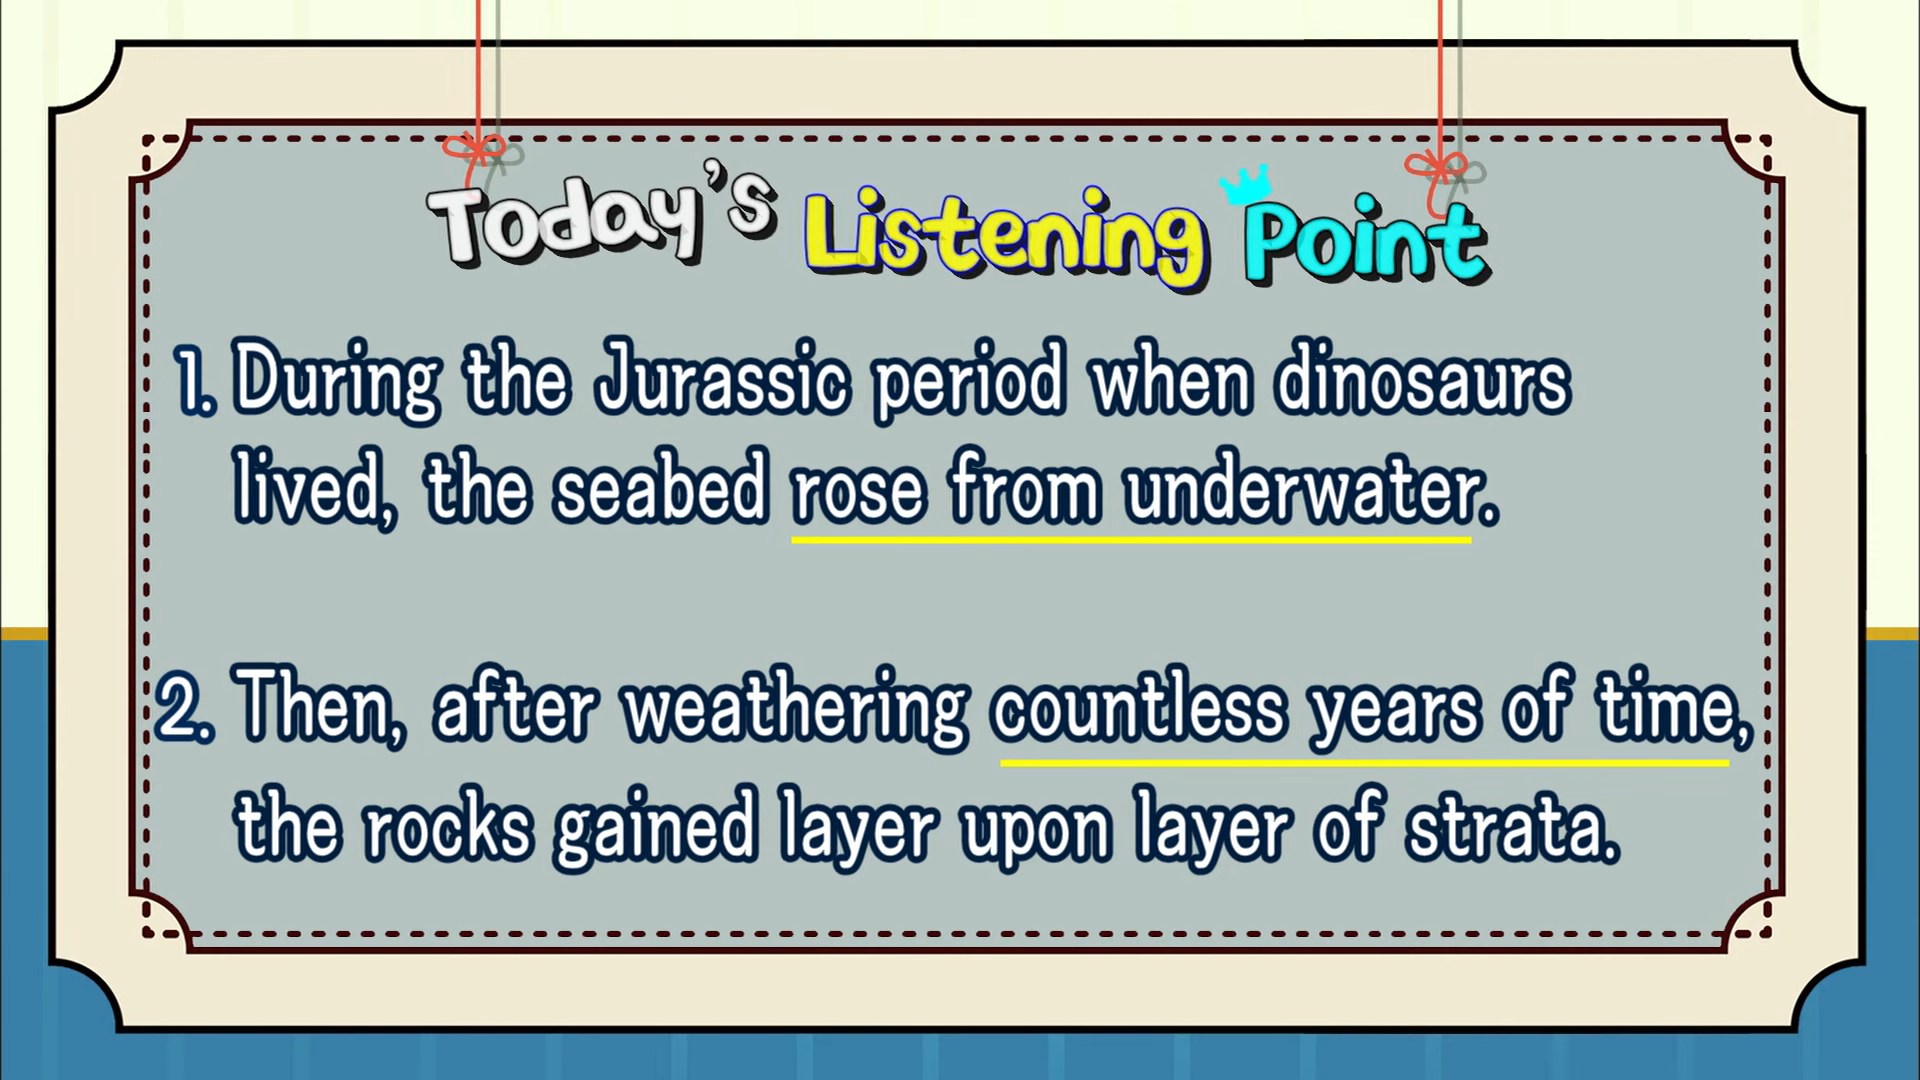 Today's Listening Point
1. During the Jurassic period when dinosaurs
lived, the seabed rose from underwater.
2. Then, after weathering countless years of time,
the rocks gained layer upon layer of strata.